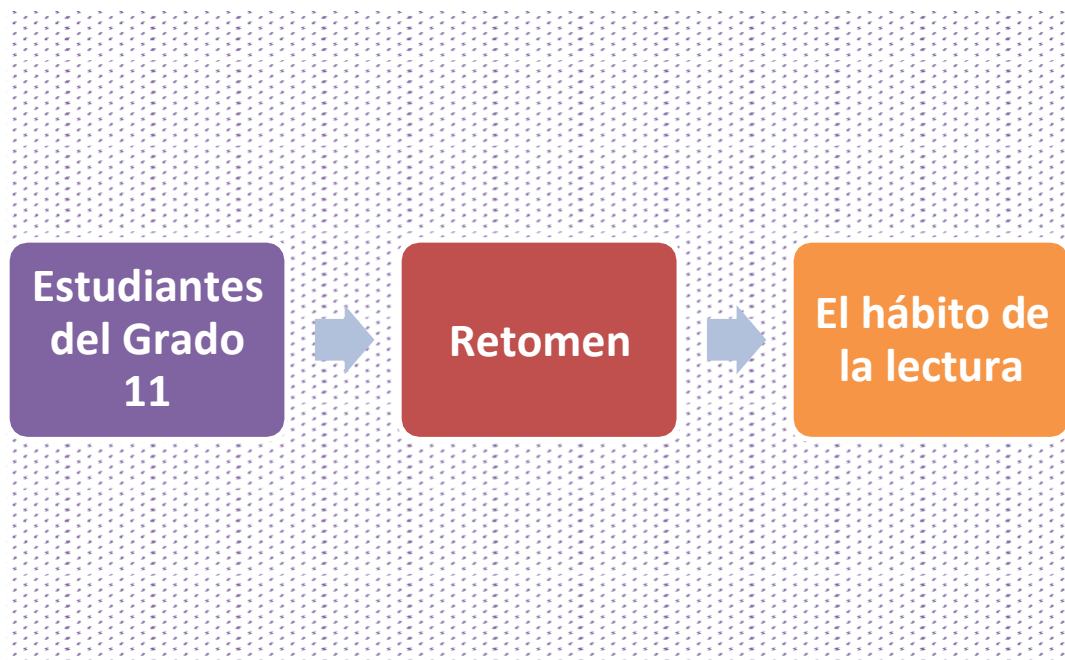 Estudiantes
del Grado
11
Retomen
El hábito de
la lectura